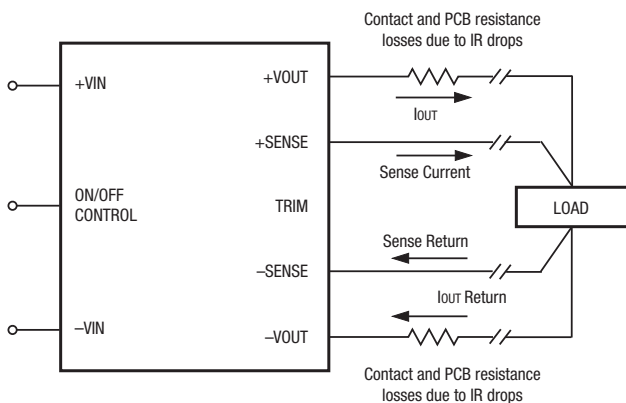 Contact and PCB resistance
losses due to IR drops
+VIN
+VOUT
IOUT
+SENSE
Sense Current
ON/OFF
CONTROL
TRIM
LOAD
Sense Return
–SENSE
IOUT Return
–VIN
–VOUT
Contact and PCB resistance
losses due to IR drops